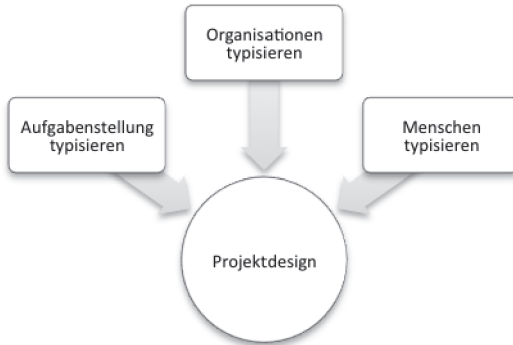 Organisationen
typisieren
Aufgabenstellung
typisieren
Menschen
typisieren
Projektdesign